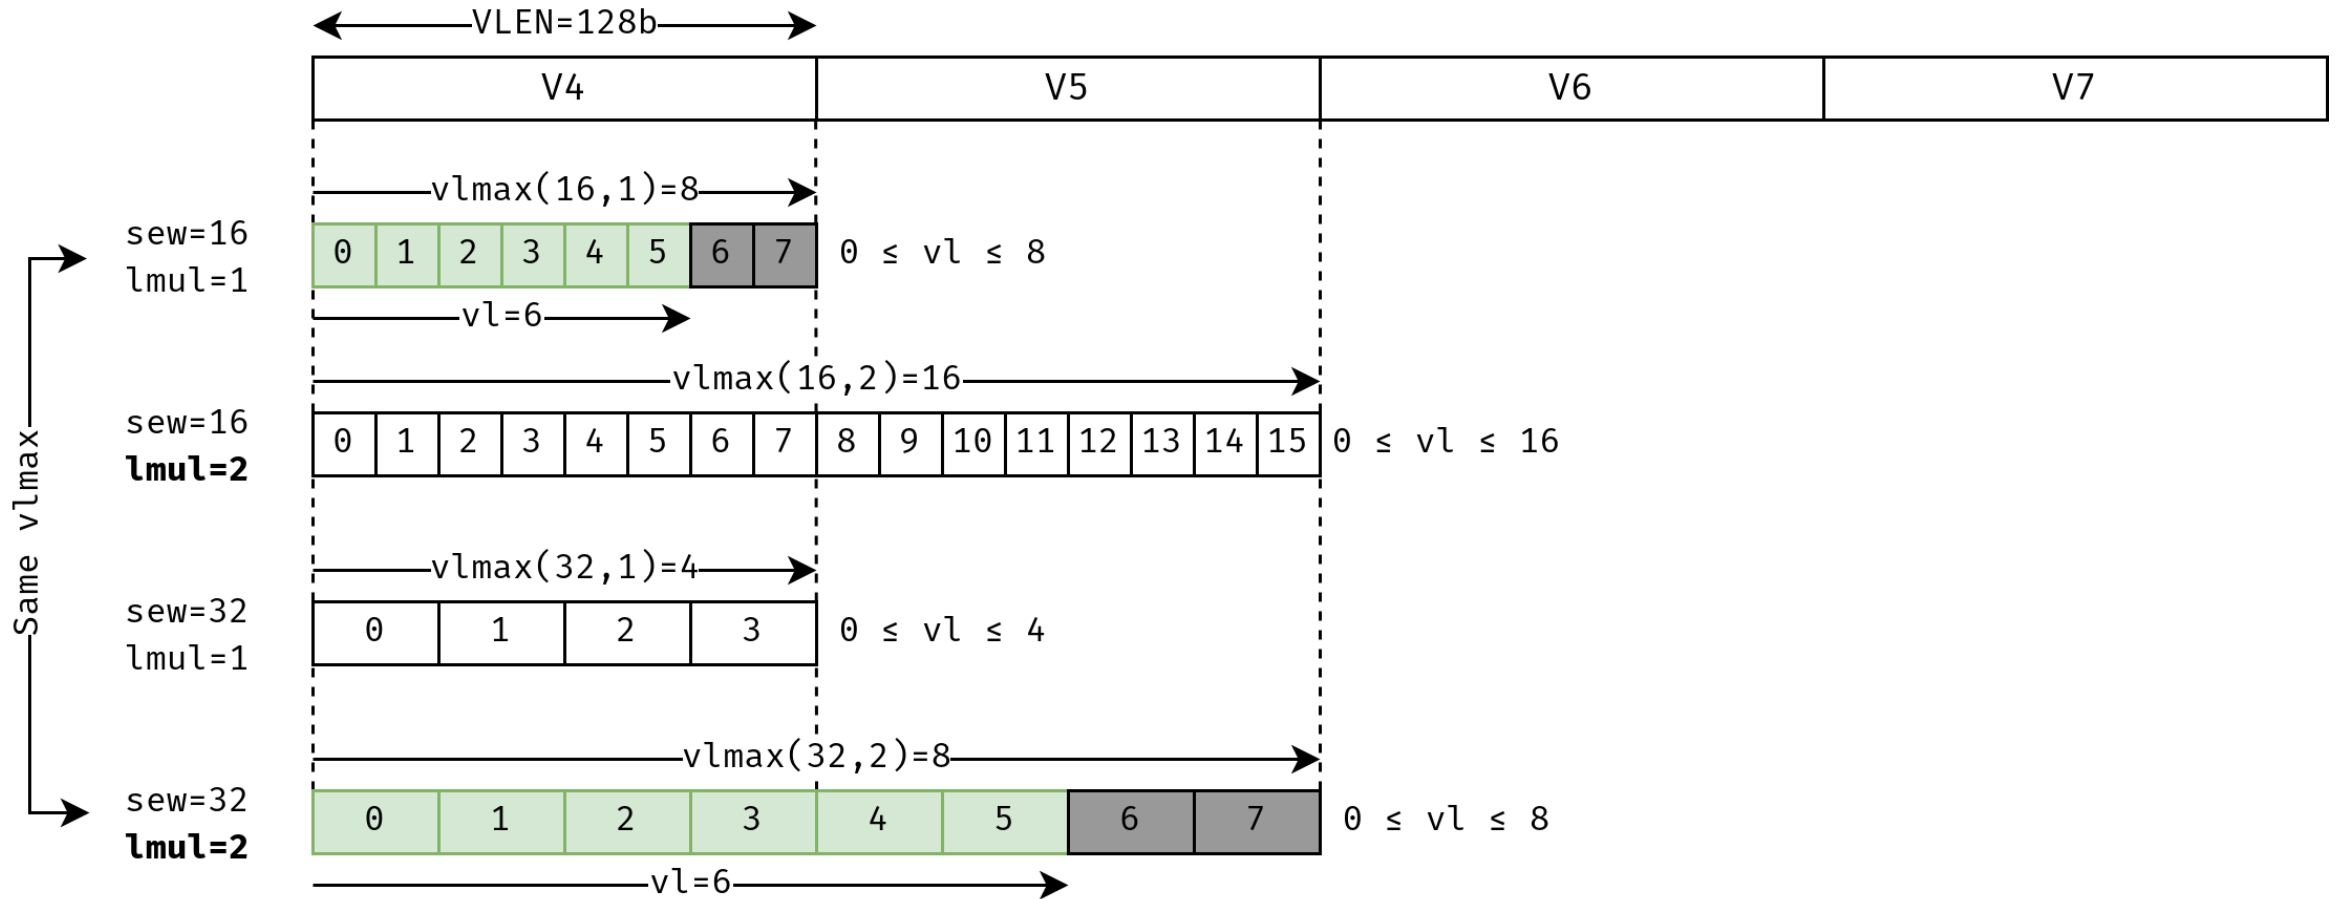 VLEN=128b
V4 V5 V6 V7
vlmax(16,1)=8
sew=16
lmul=1
0 1 2 3 4 5 6 7
0 ≤ vl ≤ 8
vl=6
vlmax(16,2)=16
sew=16
lmul=2
0 1 2 3 4 5 6 7 8 9 10 11 12 13 14 15
0 ≤ vl ≤ 16
Same vlmax
vlmax(32,1)=4
sew=32
lmul=1
0 1 2 3
0 ≤ vl ≤ 4
vlmax(32,2)=8
sew=32
lmul=2
0 1 2 3 4 5 6 7
0 ≤ vl ≤ 8
vl=6